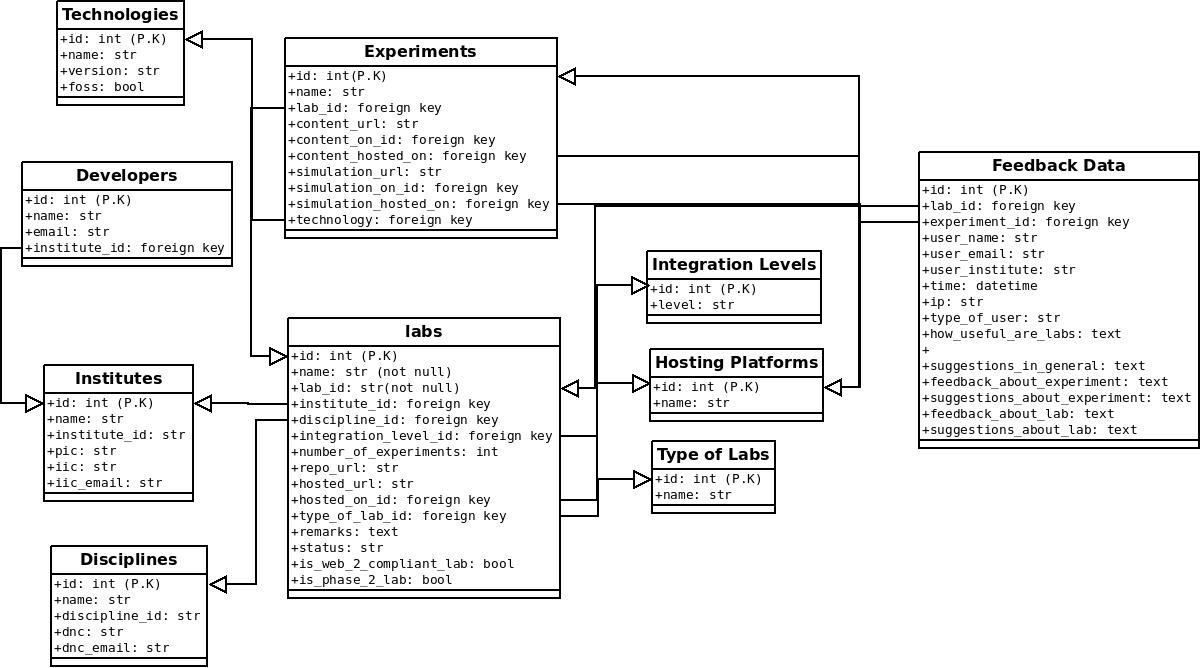 Technologies
+id: int (P.K)
+name: str
+version: str
+foss: bool
Experiments
+id: int(P.K)
+name: str
+lab_id: foreign key
+content_url: str
+content_on_id: foreign key
+content_hosted_on: foreign key
+simulation_url: str
+simulation_on_id: foreign key
+simulation_hosted_on: foreign key
+technology: foreign key
Developers
+id: int (P.K)
+name: str
+email: str
+institute_id: foreign key
Feedback Data
+id: int (P.K)
+lab_id: foreign key
+experiment_id: foreign key
+user_name: str
+user_email: str
+user_institute: str
+time: datetime
+ip: str
+type_of_user: str
+how_useful_are_labs: text
+
+suggestions_in_general: text
+feedback_about_experiment: text
+suggestions_about_experiment: text
+feedback_about_lab: text
+suggestions_about_lab: text
Integration Levels
+id: int (P.K)
+level: str
labs
+id: int (P.K)
+name: str (not null)
+lab_id: str(not null)
+institute_id: foreign key
+discipline_id: foreign key
+integration_level_id: foreign key
+number_of_experiments: int
+repo_url: str
+hosted_url: str
+hosted_on_id: foreign key
+type_of_lab_id: foreign key
+remarks: text
+status: str
+is_web_2_compliant_lab: bool
+is_phase_2_lab: bool
Hosting Platforms
+id: int (P.K)
+name: str
Institutes
+id: int (P.K)
+name: str
+institute_id: str
+pic: str
+iic: str
+iic_email: str
Type of Labs
+id: int (P.K)
+name: str
Disciplines
+id: int (P.K)
+name: str
+discipline_id: str
+dnc: str
+dnc_email: str